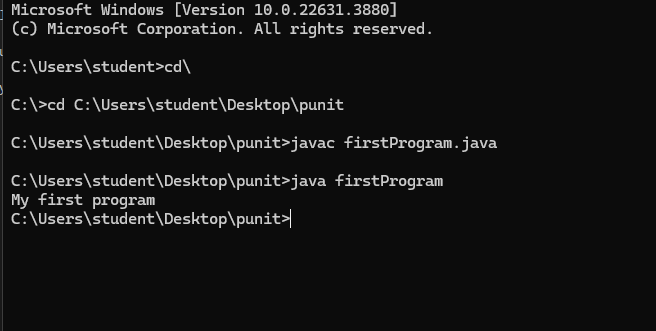 Microsoft Windows [Version 10.0.22631.3880]
(c) Microsoft Corporation. All rights reserved.
C:\Users\student>cd\
C:\>cd C:\Users\student\Desktop\punit
C:\Users\student\Desktop\punit>javac firstProgram.java
C:\Users\student\Desktop\punit>java firstProgram
My first program
C:\Users\student\Desktop\punit>